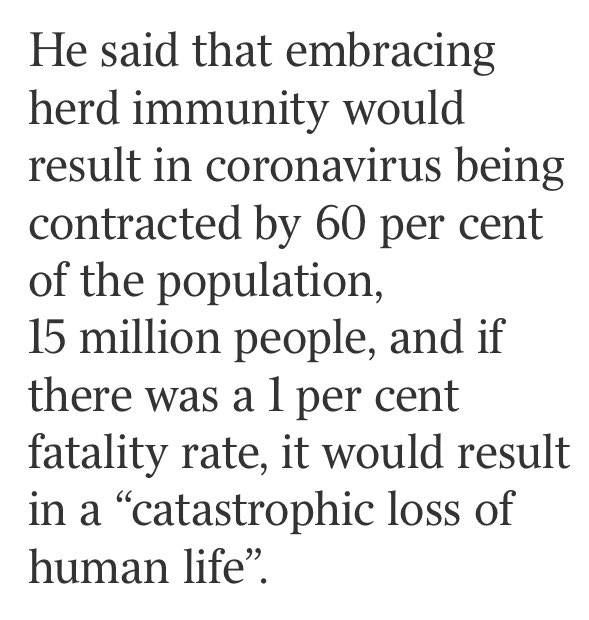 He said that embracing
herd immunity would
result in coronavirus being
contracted by 60 per cent
of the population,
15 million people, and if
there was a 1 per cent
fatality rate, it would result
in a “catastrophic loss of
human life”.